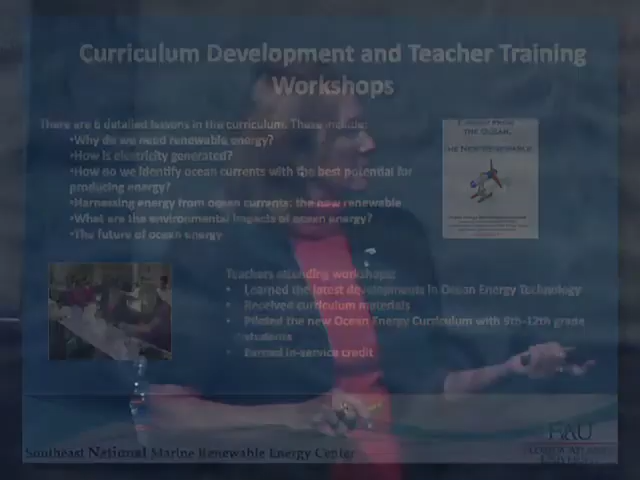 Curriculum Development and Teacher Training
Workshops
There are 6 detailed lessons in the curriculum. These include:
•Why do we need renewable energy?
•How is electricity generated?
•How do we identify ocean currents with the best potential for
producing energy?
•Harnessing energy from ocean currents: the new renewable
•What are the environmental impacts of ocean energy?
•The future of ocean energy
THE OCEAN,
THE NEW RENEWABLE
Teachers attending workshops:
• Learned the latest developments in Ocean Energy Technology
• Received curriculum materials
• Piloted the new Ocean Energy Curriculum with 9th-12th grade
students
• Earned in-service credit
FAU
Southeast National Marine Renewable Energy Center